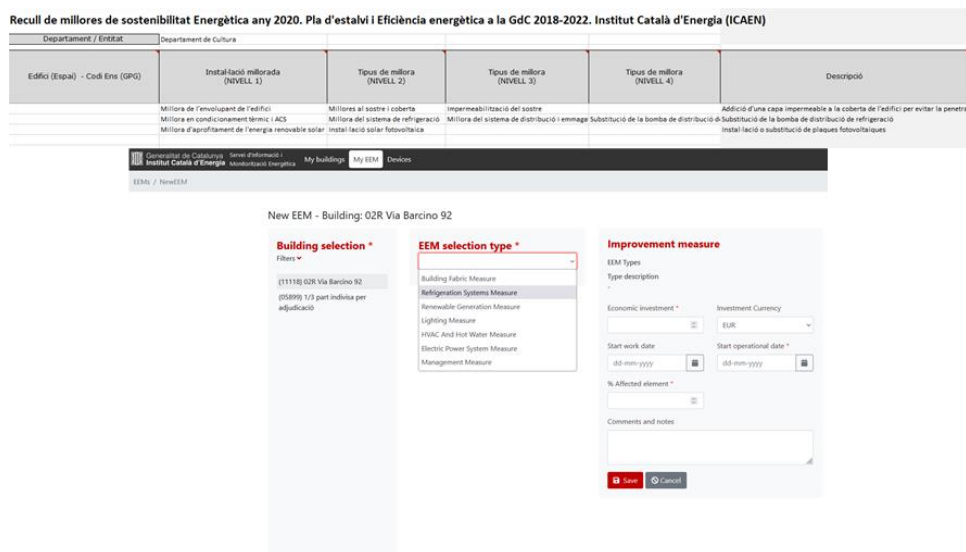 Recull de millores de sostenibilitat Energètica any 2020. Pla d'estalvi i Eficiència energètica a la GdC 2018-2022. Institut Català d'Energia (ICAEN)
Departament / Entitat Departament de Cultura
Edifici (Espai) - Codi Ens (GPG) Instal·lació millorada (NIVELL 1) Tipus de millora (NIVELL 2) Tipus de millora (NIVELL 3) Tipus de millora (NIVELL 4) Descripció
Millora de l'envolupant de l'edifici Millores al sostre i coberta Impermeabilització del sostre Addició d'una capa impermeable a la coberta de l'edifici per evitar la penetra
Millora en condicionament tèrmic i ACS Millora del sistema de refrigeració Millora del sistema de distribució i emmaga Substitució de la bomba de distribució d Substitució de la bomba de distribució de refrigeració
Millora d'aprofitament de l'energia renovable solar Instal·lació solar fotovoltaica Instal·lació o substitució de plaques fotovoltaiques
Generalitat de Catalunya
Institut Català d'Energia
Servei d'Informació i
Monitorització Energètica
My buildings My EEM Devices
EEMs / NewEEM
New EEM - Building: 02R Via Barcino 92
Building selection *
Filters
(11118) 02R Via Barcino 92
(05899) 1/3 part indivisa per
adjudicació
EEM selection type *
Building Fabric Measure
Refrigeration Systems Measure
Renewable Generation Measure
Lighting Measure
HVAC And Hot Water Measure
Electric Power System Measure
Management Measure
Improvement measure
EEM Types
Type description
-
Economic investment * Investment Currency
EUR
Start work date Start operational date *
dd-mm-yyyy dd-mm-yyyy
% Affected element *
Comments and notes
Save Cancel